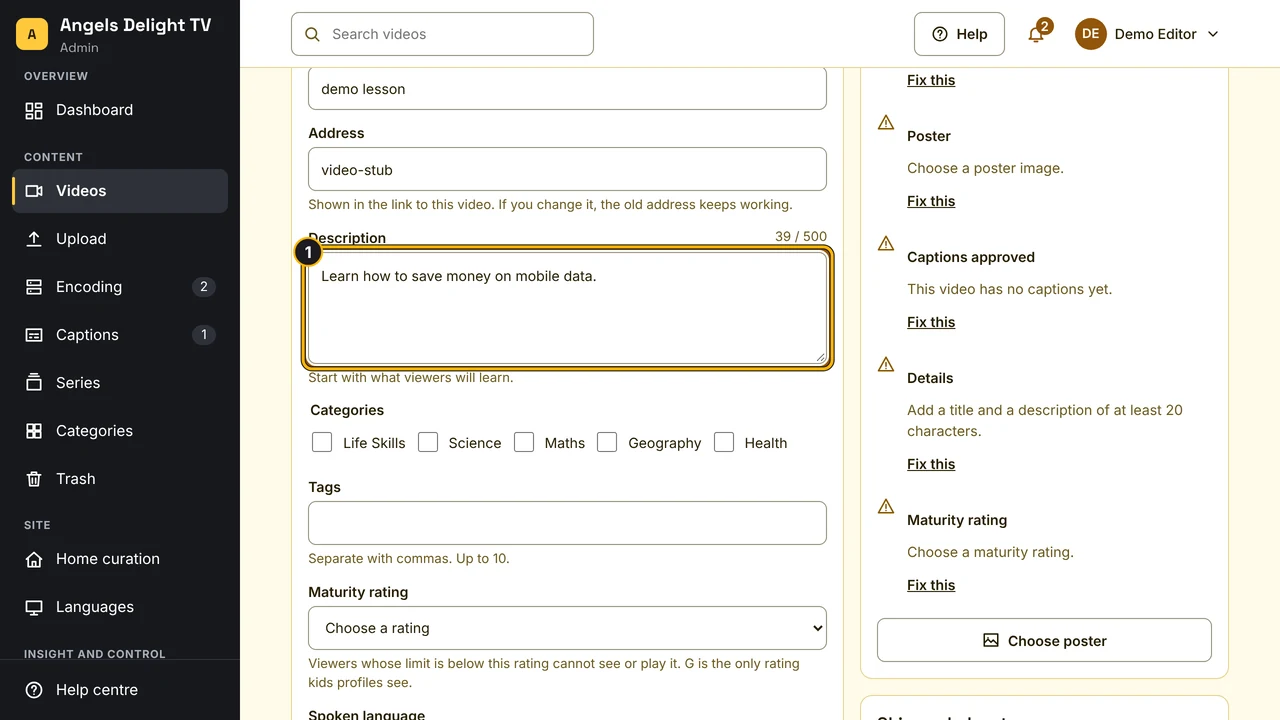 A
Angels Delight TV
Admin
OVERVIEW
Dashboard
CONTENT
Videos
Upload
Encoding 2
Captions 1
Series
Categories
Trash
SITE
Home curation
Languages
INSIGHT AND CONTROL
Help centre
Search videos
Help
2
DE
Demo Editor
demo lesson
Address
video-stub
Shown in the link to this video. If you change it, the old address keeps working.
Description 39 / 500
1
Learn how to save money on mobile data.
Start with what viewers will learn.
Categories
Life Skills Science Maths Geography Health
Tags
Separate with commas. Up to 10.
Maturity rating
Choose a rating
Viewers whose limit is below this rating cannot see or play it. G is the only rating
kids profiles see.
Spoken language
Fix this
Poster
Choose a poster image.
Fix this
Captions approved
This video has no captions yet.
Fix this
Details
Add a title and a description of at least 20
characters.
Fix this
Maturity rating
Choose a maturity rating.
Fix this
Choose poster